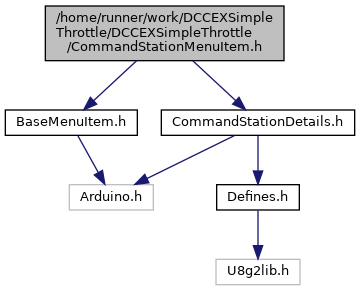 /home/runner/work/DCCEXSimple
Throttle/DCCEXSimpleThrottle
/CommandStationMenuItem.h
BaseMenuItem.h
CommandStationDetails.h
Arduino.h
Defines.h
U8g2lib.h